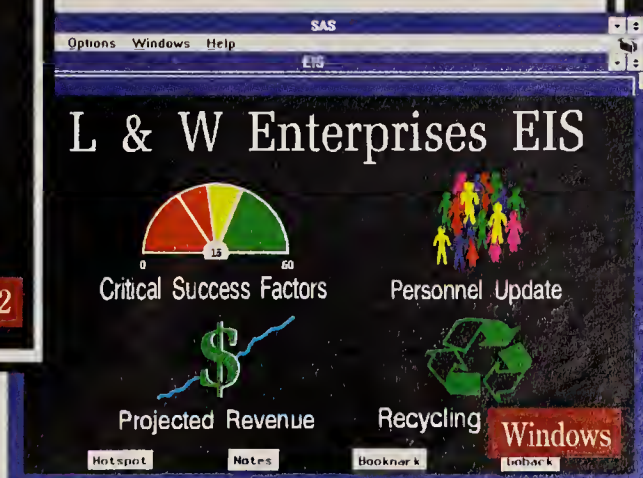 SAS
Options Windows Help
EIS
L & W Enterprises EIS
15
0 60
Critical Success Factors
Personnel Update
$
Projected Revenue
Recycling
Windows
2
Hotspot Notes Bookmark Goback